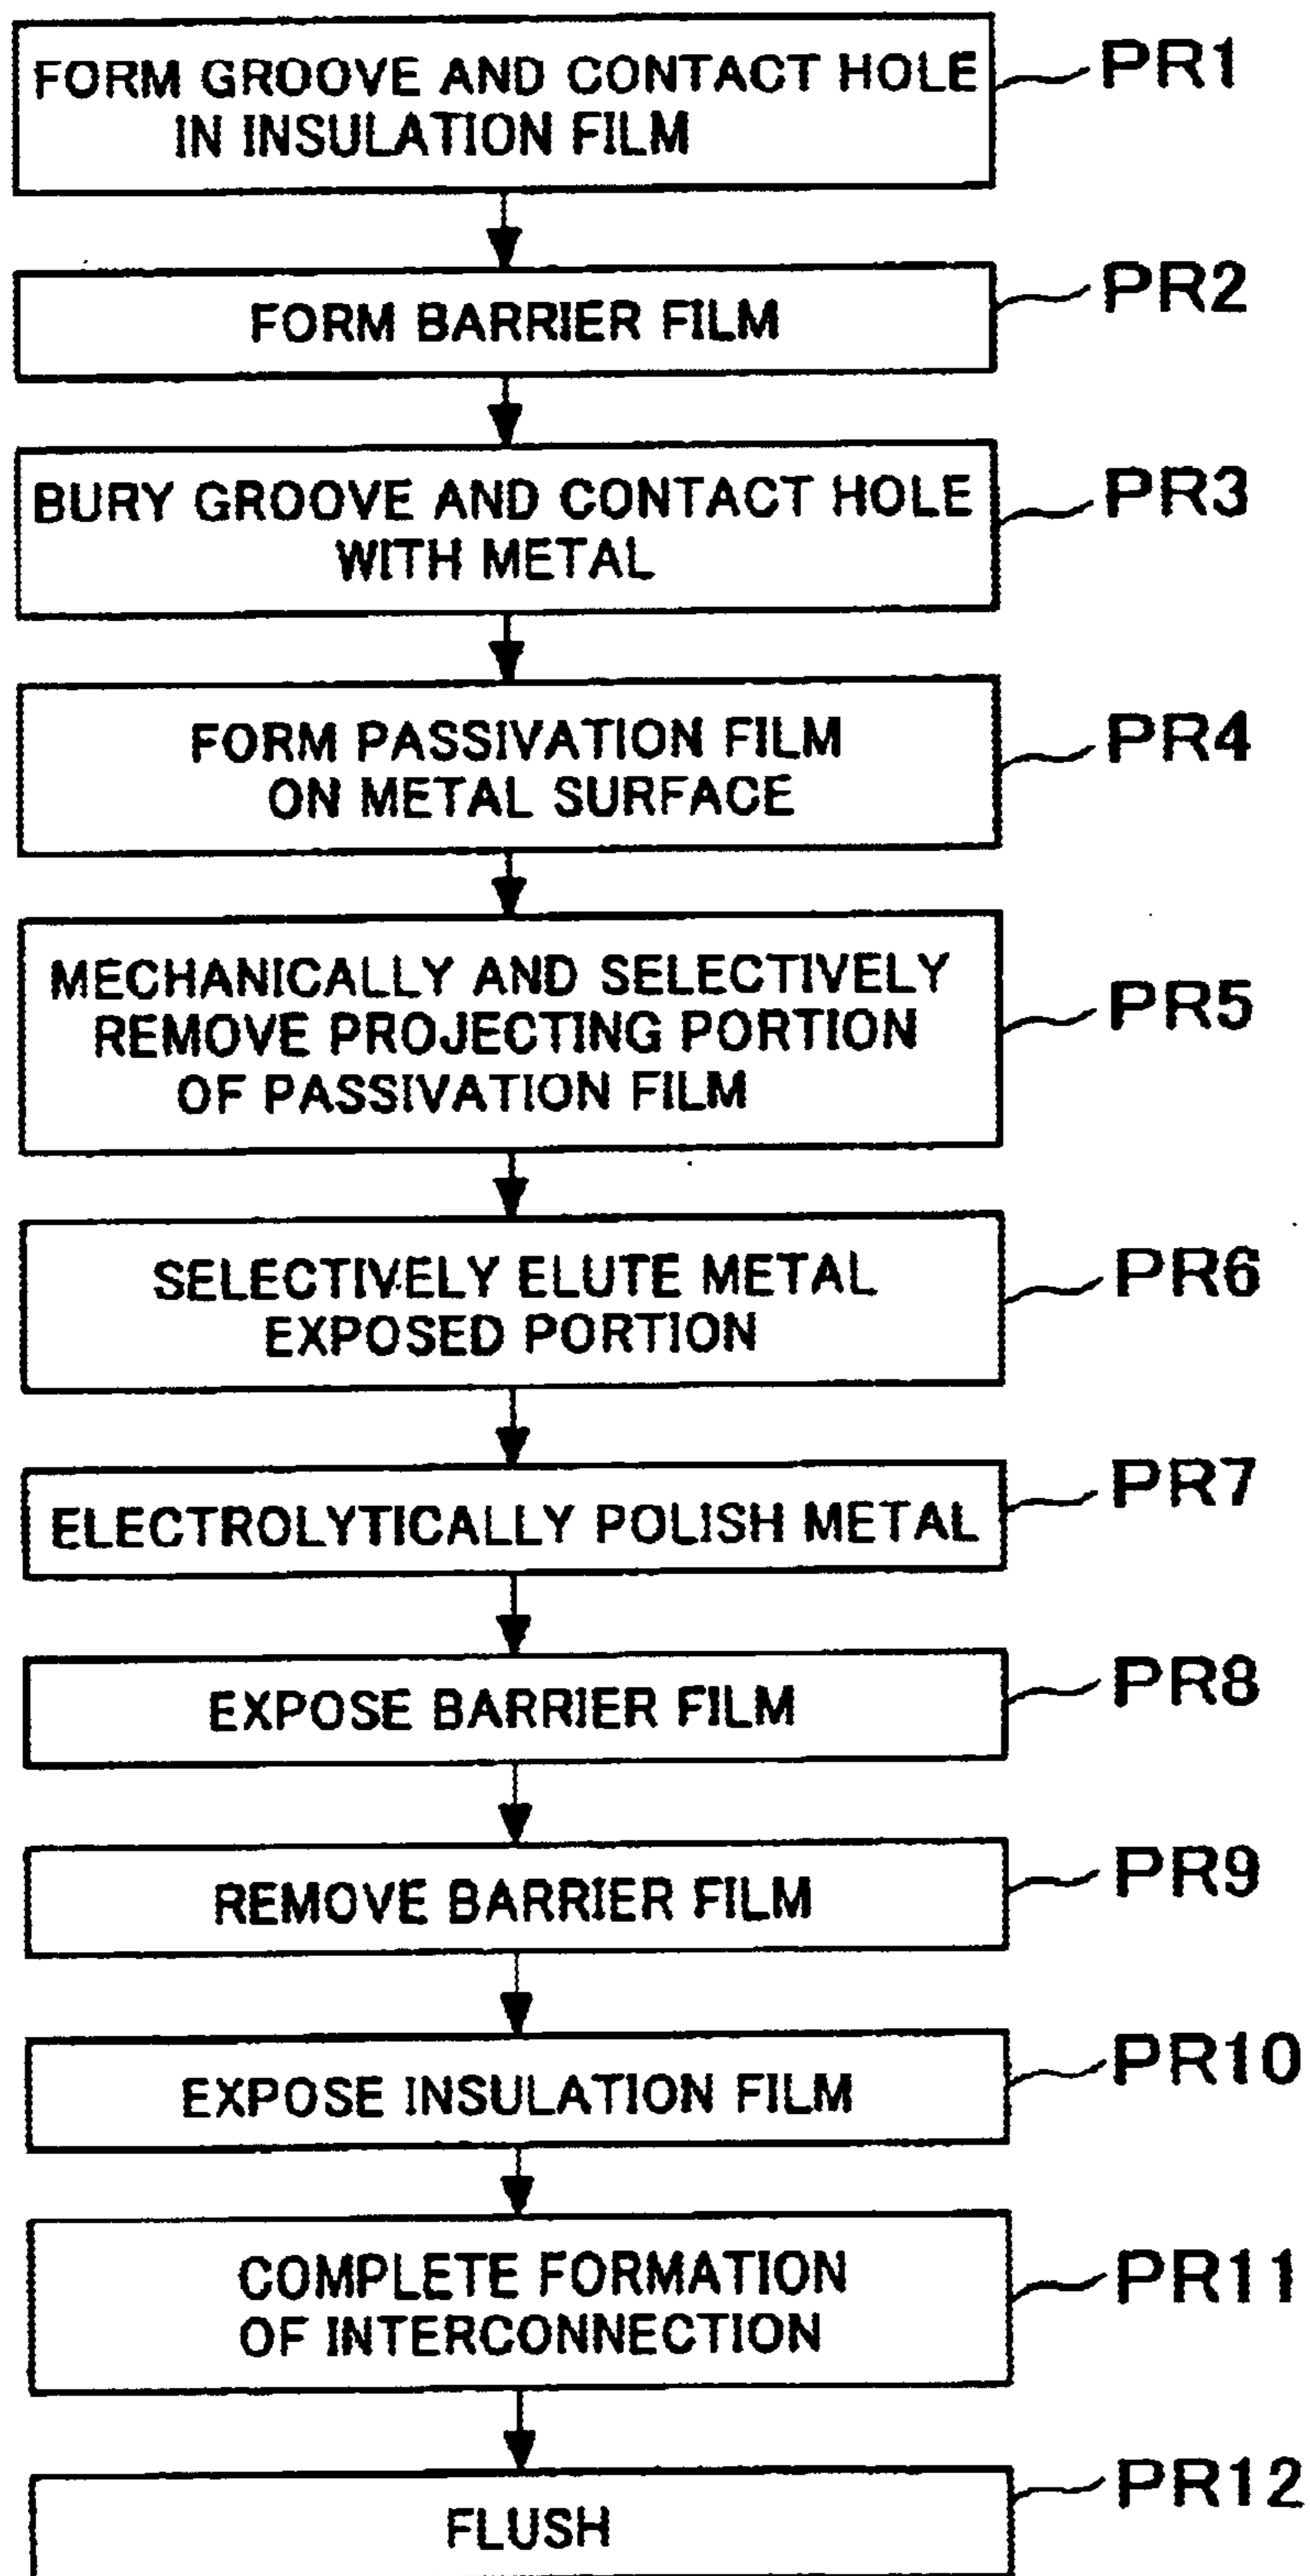 FORM GROOVE AND CONTACT HOLE
IN INSULATION FILM
PR1
FORM BARRIER FILM
PR2
BURY GROOVE AND CONTACT HOLE
WITH METAL
PR3
FORM PASSIVATION FILM
ON METAL SURFACE
PR4
MECHANICALLY AND SELECTIVELY
REMOVE PROJECTING PORTION
OF PASSIVATION FILM
PR5
SELECTIVELY ELUTE METAL
EXPOSED PORTION
PR6
ELECTROLYTICALLY POLISH METAL
PR7
EXPOSE BARRIER FILM
PR8
REMOVE BARRIER FILM
PR9
EXPOSE INSULATION FILM
PR10
COMPLETE FORMATION
OF INTERCONNECTION
PR11
FLUSH
PR12